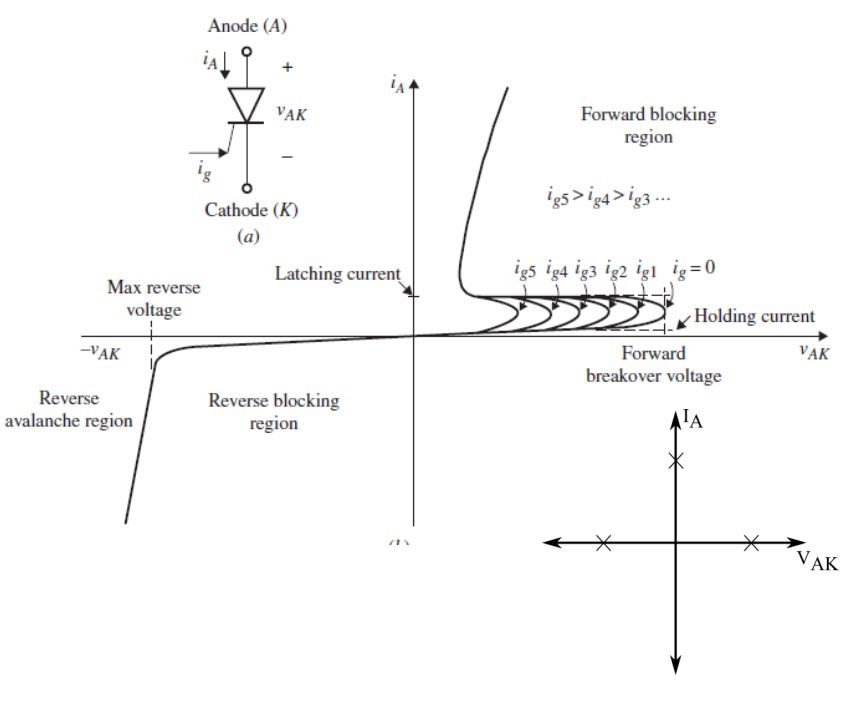 Anode (A)
iA
+
vAK
−
ig
Cathode (K)
(a)
iA
Forward blocking
region
ig5 > ig4 > ig3 ...
Latching current
ig5 ig4 ig3 ig2 ig1 ig = 0
Max reverse
voltage
Holding current
−vAK
Forward
breakover voltage
vAK
Reverse
avalanche region
Reverse blocking
region
IA
VAK